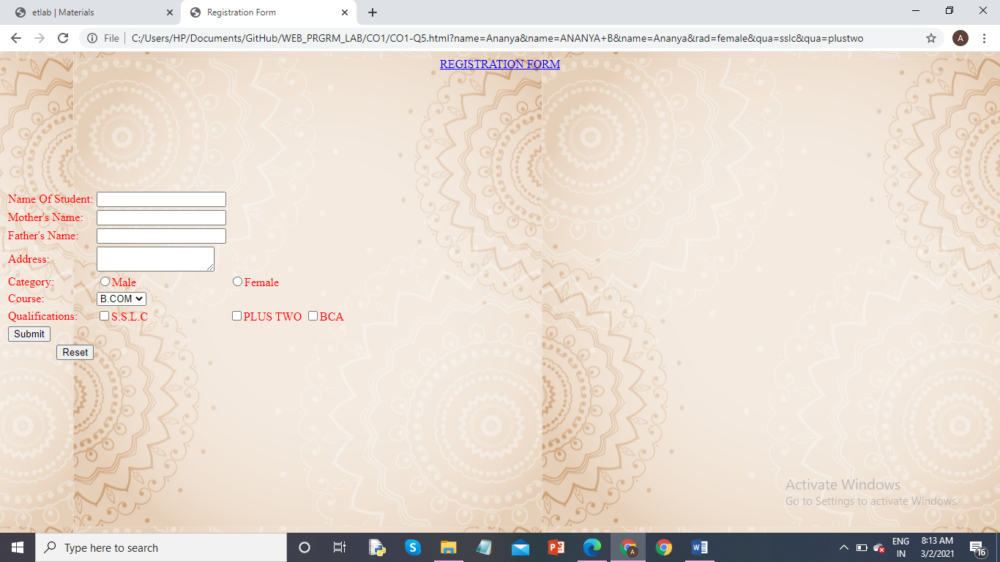 etlab | Materials
Registration Form
File
C:/Users/HP/Documents/GitHub/WEB_PRGRM_LAB/CO1/CO1-Q5.html?name=Ananya&name=ANANYA+B&name=Ananya&rad=female&qua=sslc&qua=plustwo
A
REGISTRATION FORM
Name Of Student:
Mother's Name:
Father's Name:
Address:
Category: Male Female
Course: B.COM
Qualifications: S.S.L.C PLUS TWO BCA
Submit
Reset
Activate Windows
Go to Settings to activate Windows.
Type here to search
ENG
IN
8:13 AM
3/2/2021
16